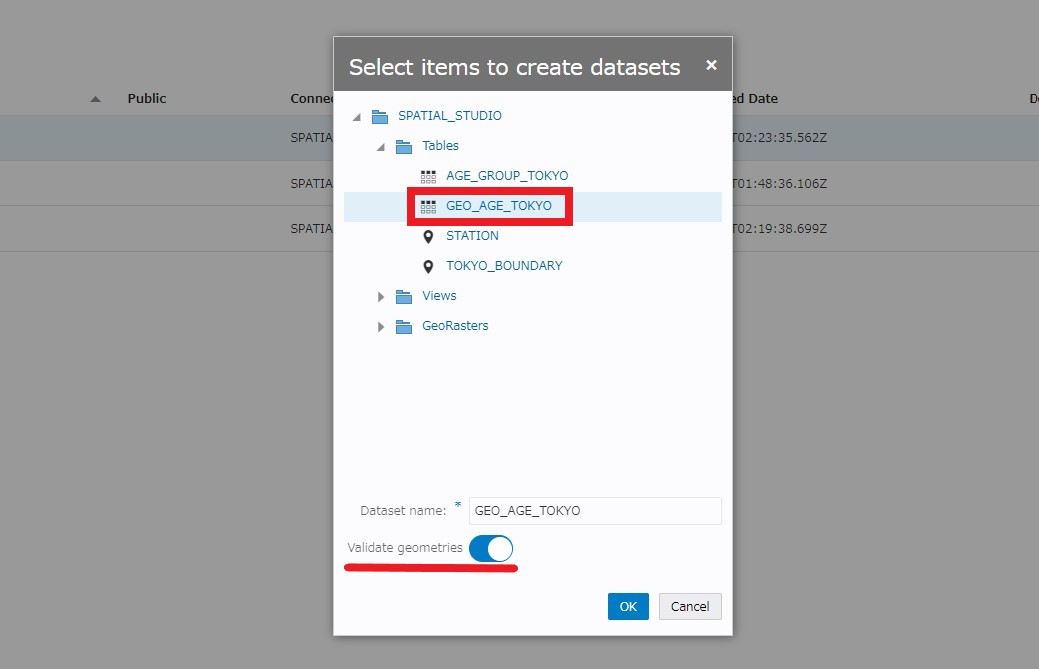 Select items to create datasets ×
Public Connec ed Date D
SPATIAL_STUDIO
SPATIA T02:23:35.562Z
Tables
AGE_GROUP_TOKYO
SPATIA T01:48:36.106Z
GEO_AGE_TOKYO
SPATIA T02:19:38.699Z
STATION
TOKYO_BOUNDARY
Views
GeoRasters
Dataset name: * GEO_AGE_TOKYO
Validate geometries
OK Cancel